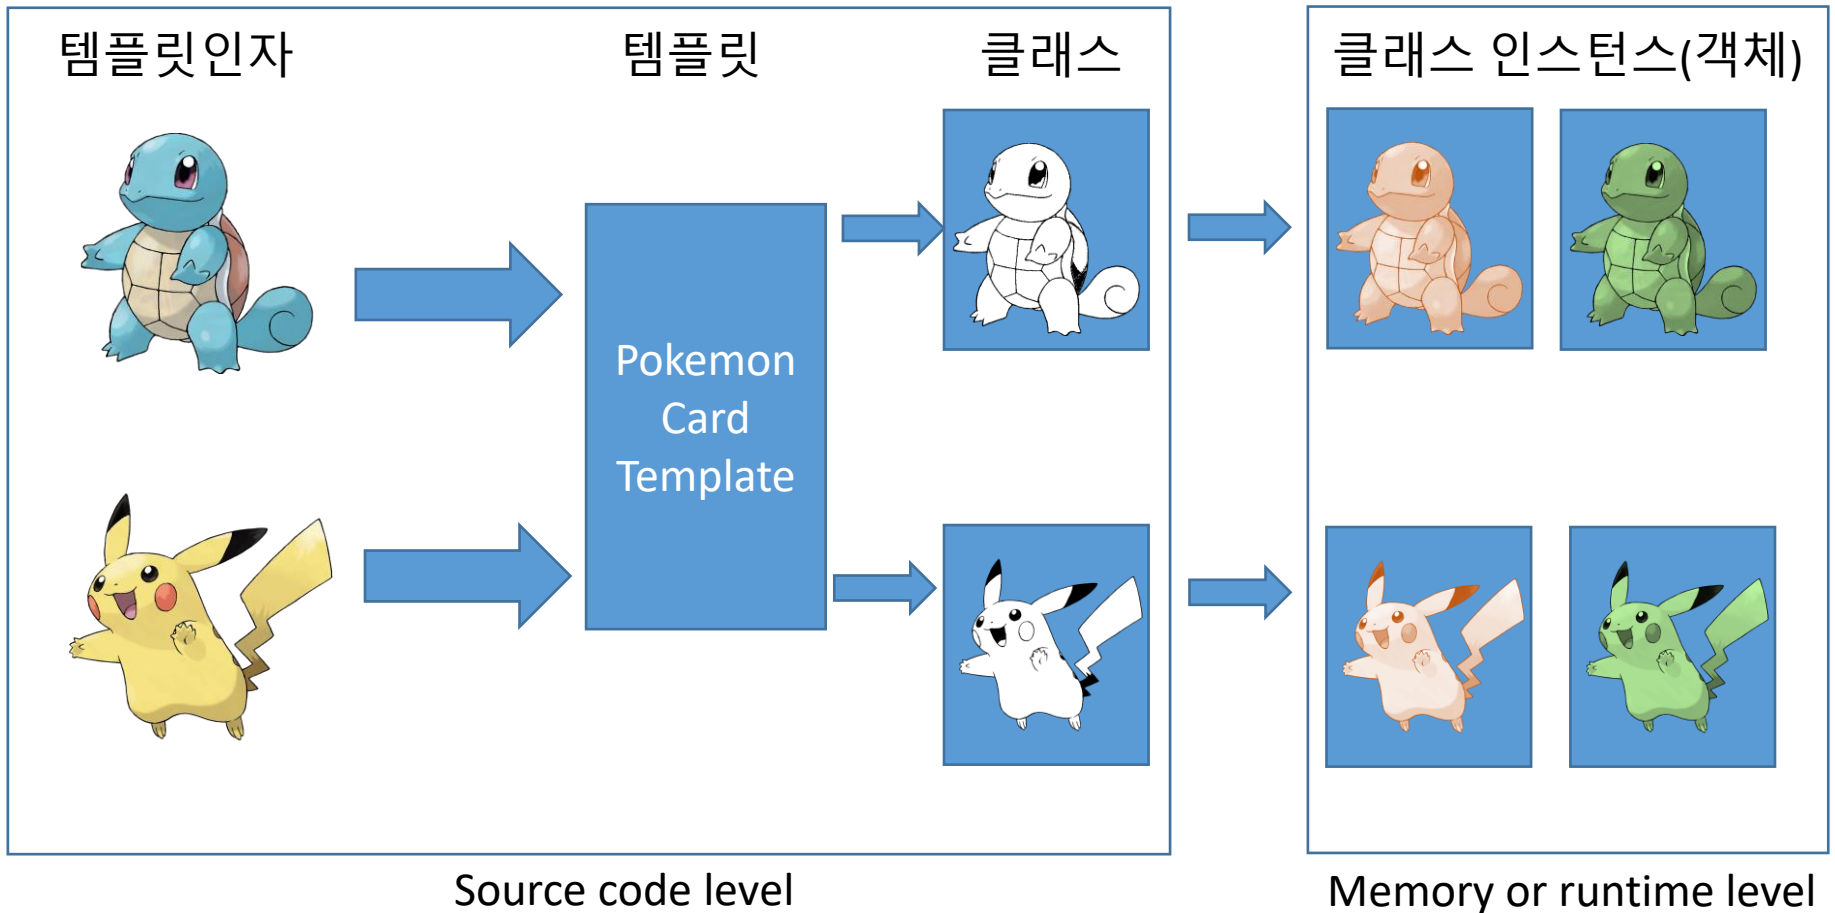 템플릿인자
템플릿
클래스
클래스 인스턴스(객체)
Pokemon
Card
Template
Source code level
Memory or runtime level